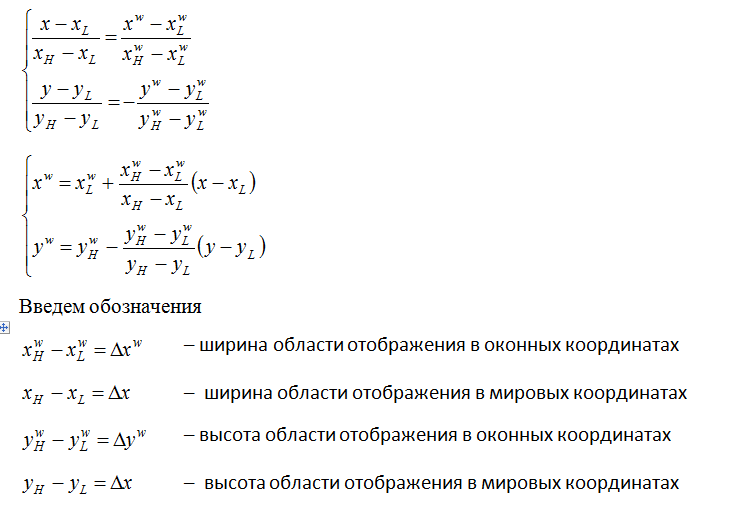 (x − x_L)/(x_H − x_L) = (x^w − x_L^w)/(x_H^w − x_L^w)
(y − y_L)/(y_H − y_L) = −(y^w − y_L^w)/(y_H^w − y_L^w)
x^w = x_L^w + (x_H^w − x_L^w)/(x_H − x_L) (x − x_L)
y^w = y_H^w − (y_H^w − y_L^w)/(y_H − y_L) (y − y_L)
Введем обозначения
x_H^w − x_L^w = Δx^w – ширина области отображения в оконных координатах
x_H − x_L = Δx – ширина области отображения в мировых координатах
y_H^w − y_L^w = Δy^w – высота области отображения в оконных координатах
y_H − y_L = Δx – высота области отображения в мировых координатах